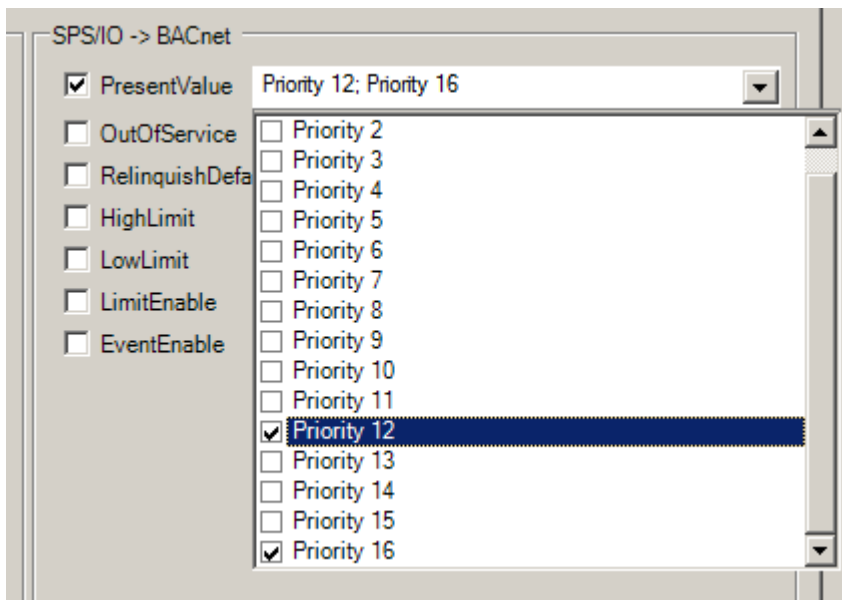 SPS/IO -> BACnet
PresentValue Priority 12; Priority 16
OutOfService
RelinquishDefa
HighLimit
LowLimit
LimitEnable
EventEnable
Priority 2
Priority 3
Priority 4
Priority 5
Priority 6
Priority 7
Priority 8
Priority 9
Priority 10
Priority 11
Priority 12
Priority 13
Priority 14
Priority 15
Priority 16